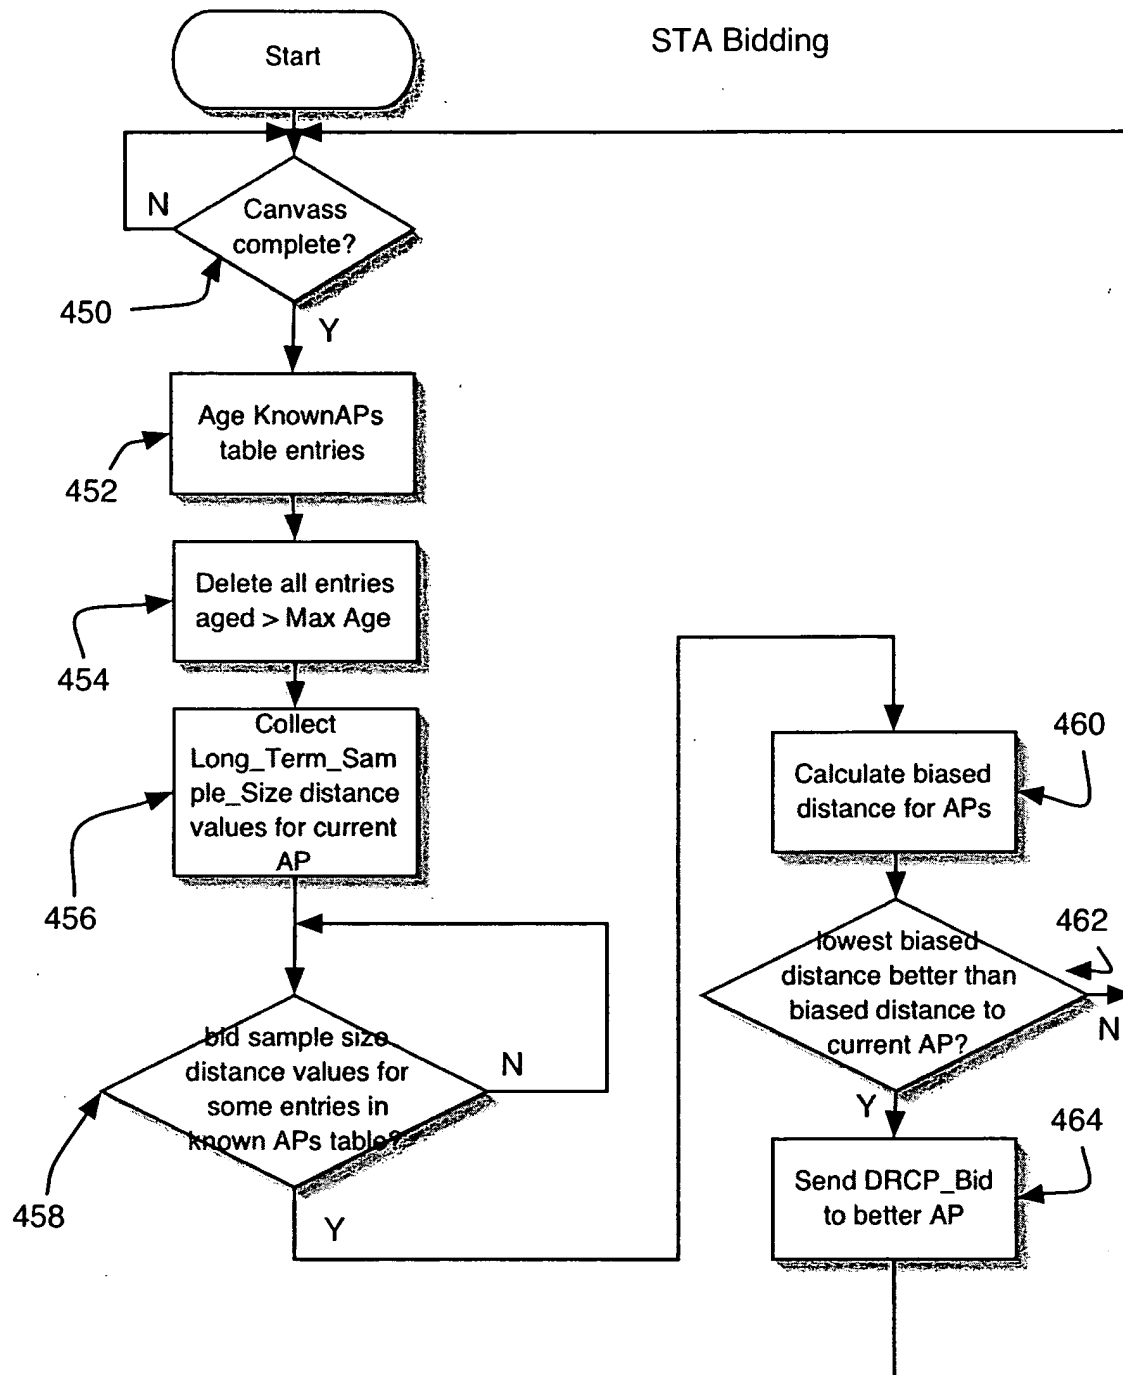 STA Bidding
Start
Canvass
complete?
N
450
Y
Age KnownAPs
table entries
452
Delete all entries
aged > Max Age
454
Collect
Long_Term_Sam
ple_Size distance
values for current
AP
456
bid sample size
distance values for
some entries in
known APs table?
N
458
Y
460
Calculate biased
distance for APs
462
lowest biased
distance better than
biased distance to
current AP?
N
Y
464
Send DRCP_Bid
to better AP